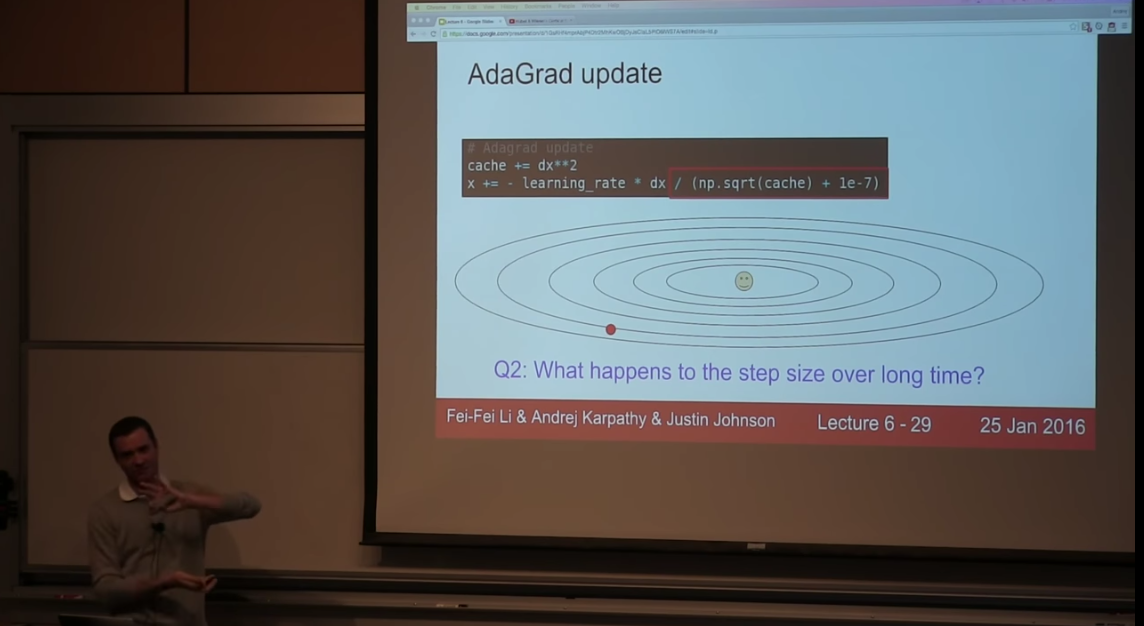 AdaGrad update
# Adagrad update
cache += dx**2
x += - learning_rate * dx / (np.sqrt(cache) + 1e-7)
Q2: What happens to the step size over long time?
Fei-Fei Li & Andrej Karpathy & Justin Johnson Lecture 6 - 29 25 Jan 2016